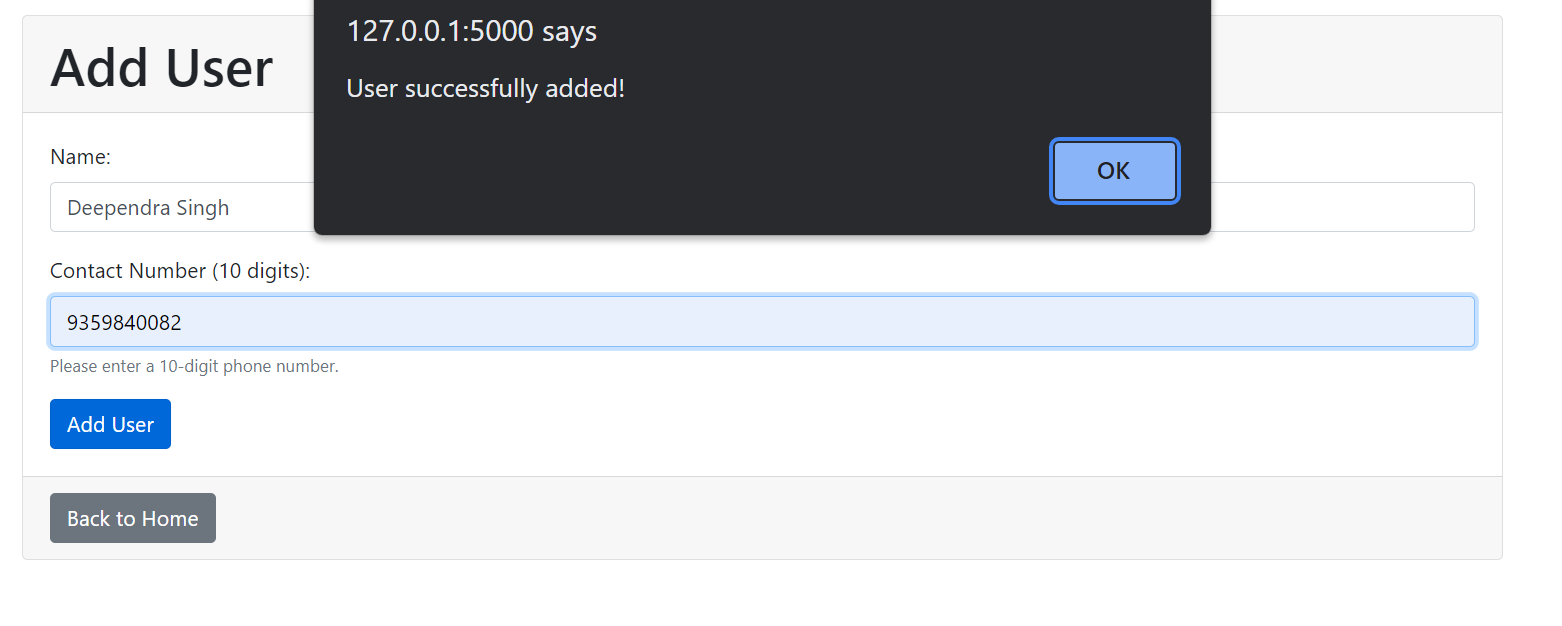 127.0.0.1:5000 says
User successfully added!
OK
Add User
Name:
Deependra Singh
Contact Number (10 digits):
9359840082
Please enter a 10-digit phone number.
Add User
Back to Home